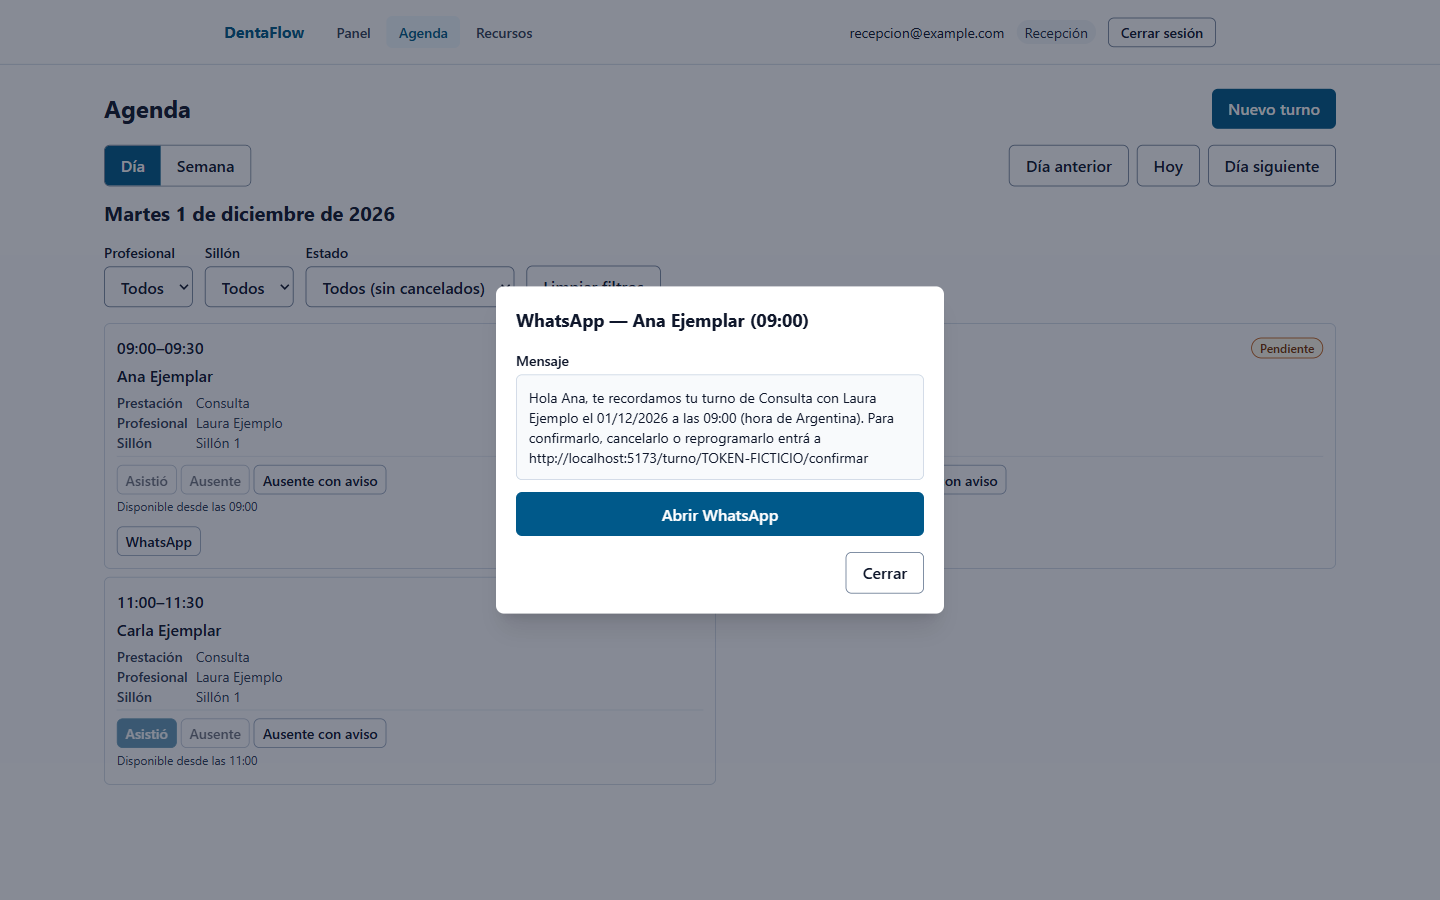 DentaFlow Panel Agenda Recursos recepcion@example.com Recepción Cerrar sesión
Agenda
Nuevo turno
Día Semana
Día anterior Hoy Día siguiente
Martes 1 de diciembre de 2026
Profesional Sillón Estado
Todos Todos Todos (sin cancelados)
WhatsApp — Ana Ejemplar (09:00)
Mensaje
Hola Ana, te recordamos tu turno de Consulta con Laura
Ejemplo el 01/12/2026 a las 09:00 (hora de Argentina). Para
confirmarlo, cancelarlo o reprogramarlo entrá a
http://localhost:5173/turno/TOKEN-FICTICIO/confirmar
Abrir WhatsApp
Cerrar
09:00–09:30
Ana Ejemplar
Prestación Consulta
Profesional Laura Ejemplo
Sillón Sillón 1
Asistió Ausente Ausente con aviso
Disponible desde las 09:00
WhatsApp
Pendiente
on aviso
11:00–11:30
Carla Ejemplar
Prestación Consulta
Profesional Laura Ejemplo
Sillón Sillón 1
Asistió Ausente Ausente con aviso
Disponible desde las 11:00